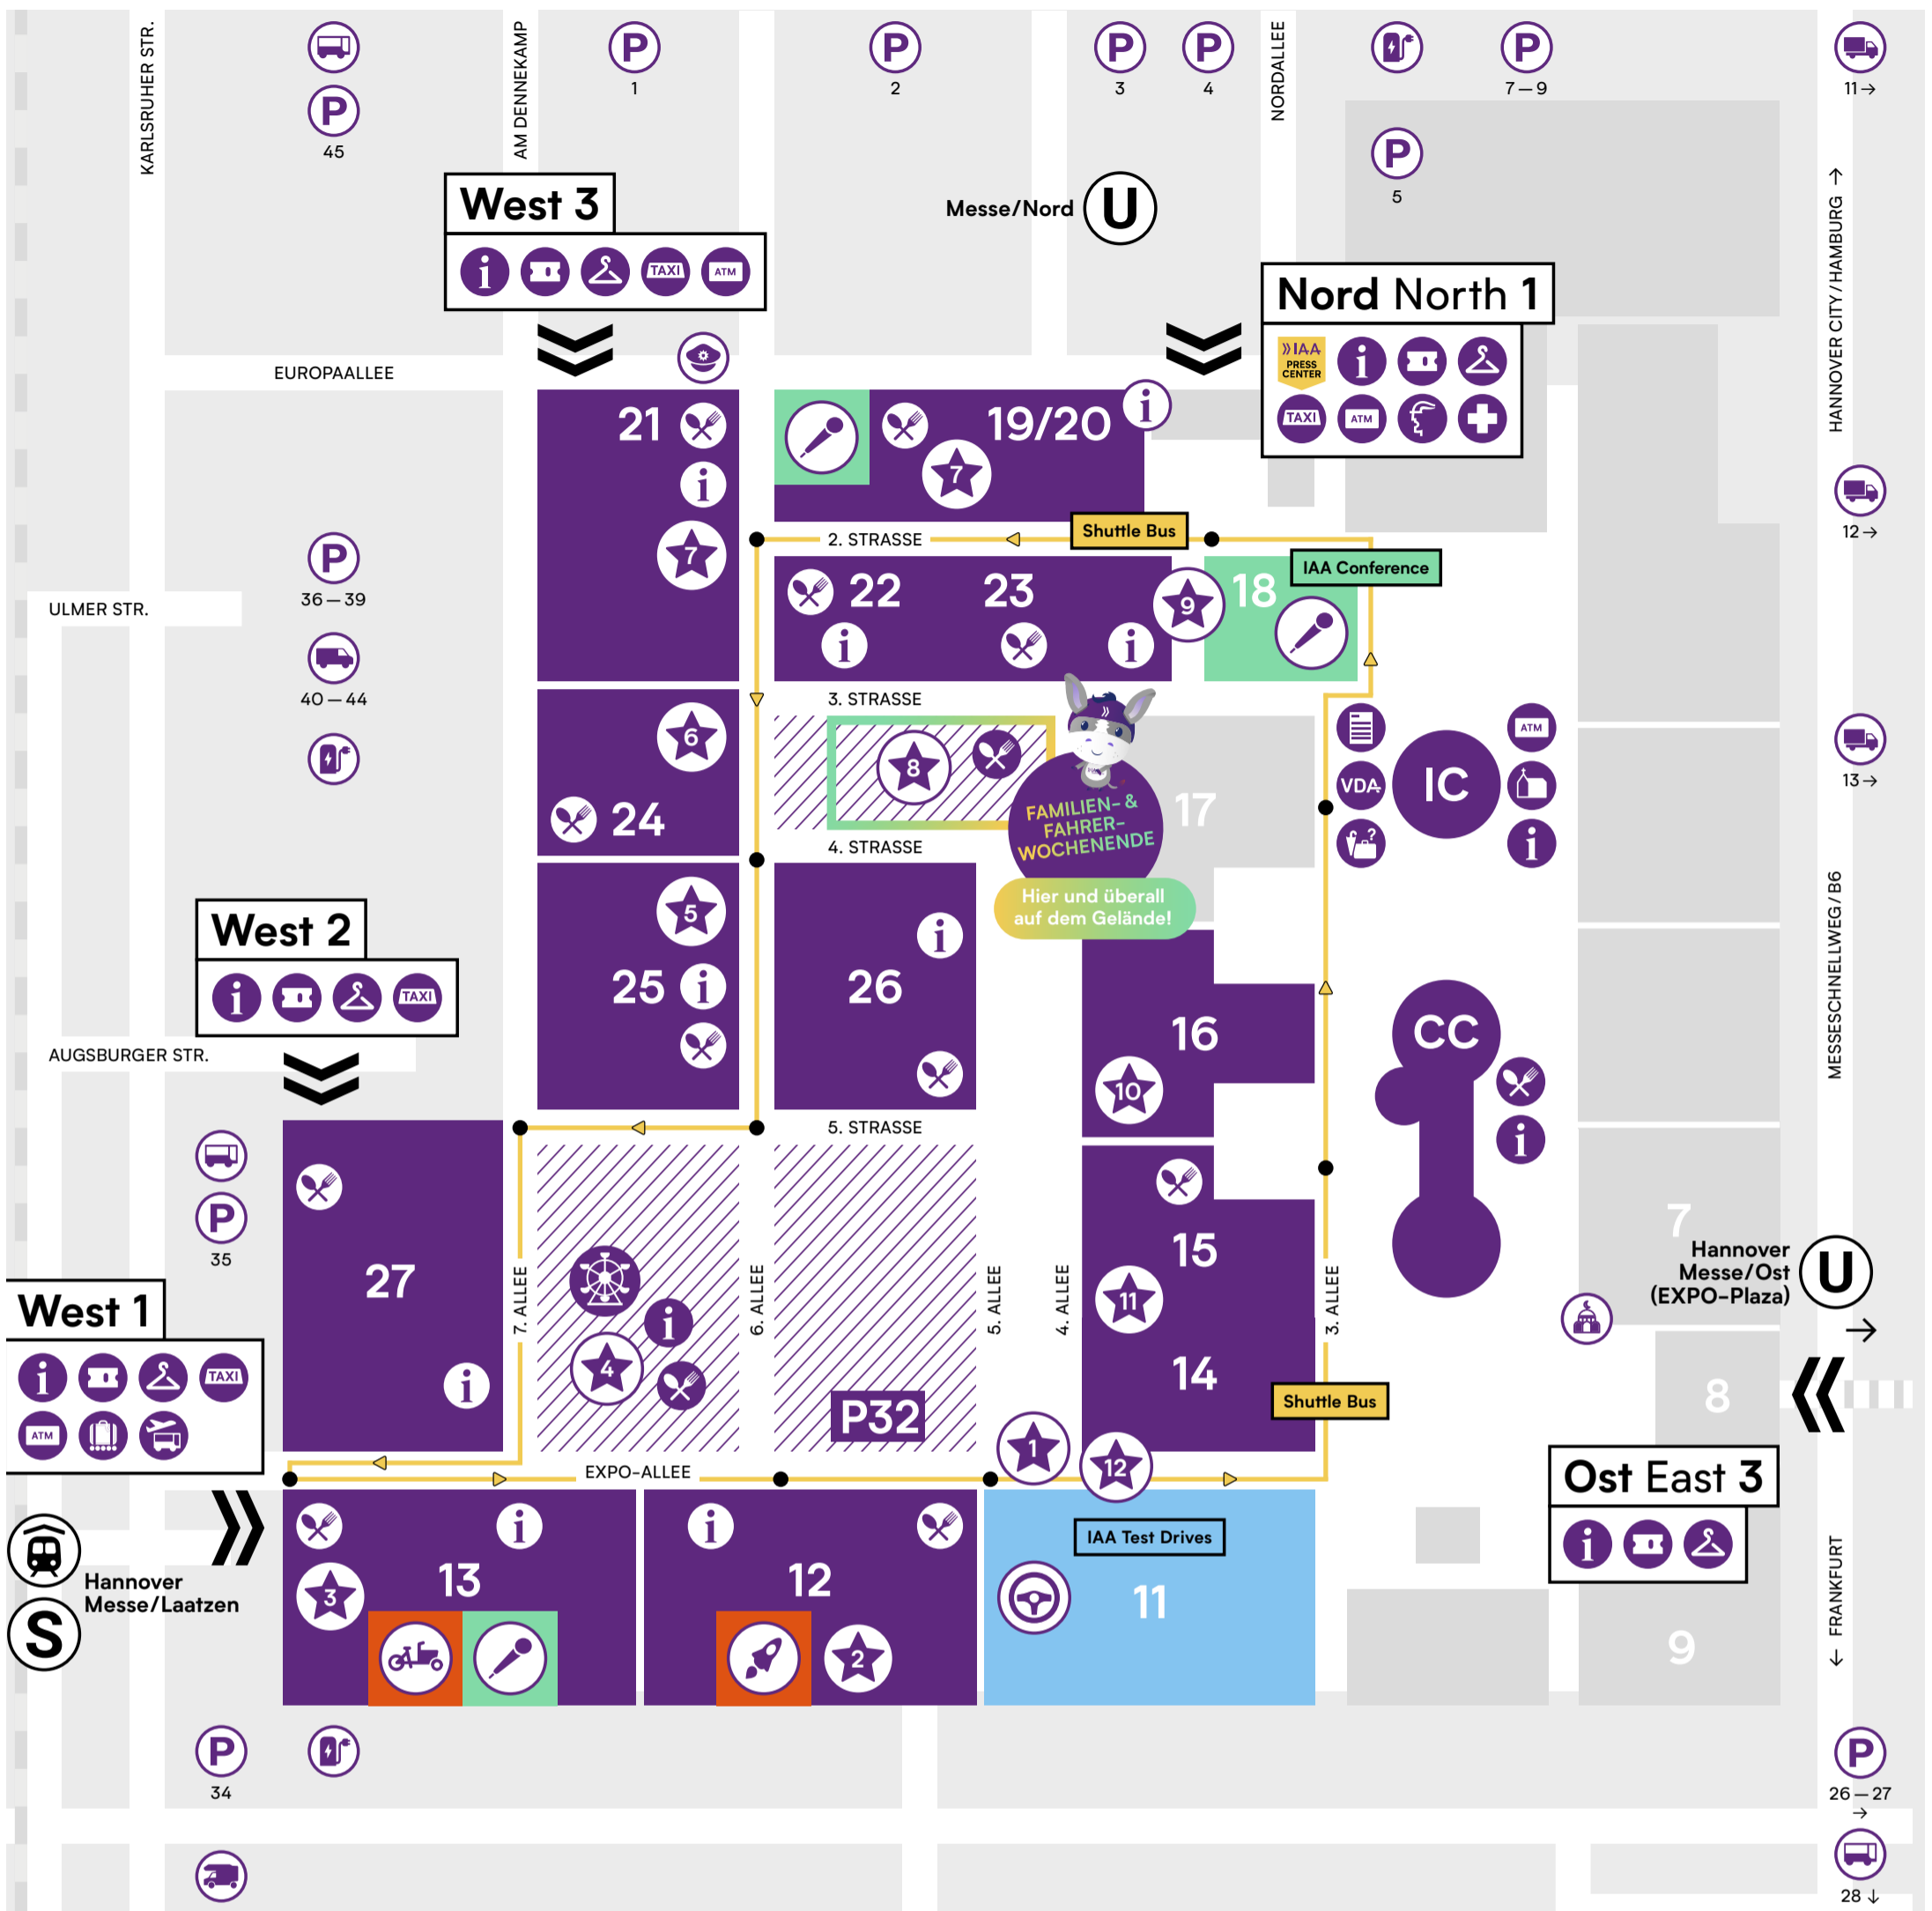 KARLSRUHER STR.
P
45
AM DENNEKAMP
P
1
P
2
P
3
P
4
NORDALLEE
P
7 – 9
11→
P
5
West 3
i
TAXI
ATM
Messe/Nord
U
HANNOVER CITY/HAMBURG →
Nord North 1
»IAA
PRESS
CENTER
i
TAXI
ATM
EUROPAALLEE
21
i
7
19/20
i
7
12→
2. STRASSE
Shuttle Bus
IAA Conference
P
36 – 39
40 – 44
ULMER STR.
22
23
i
i
9
18
3. STRASSE
6
24
8
FAMILIEN- &
FAHRER-
WOCHENENDE
Hier und überall
auf dem Gelände!
17
4. STRASSE
VDA
?
IC
ATM
i
13→
MESSESCHNELLWEG/B6
West 2
i
TAXI
AUGSBURGER STR.
5
25
i
26
i
16
10
CC
i
5. STRASSE
P
35
27
i
7. ALLEE
i
4
6. ALLEE
P32
5. ALLEE
4. ALLEE
15
11
14
3. ALLEE
Shuttle Bus
7
Hannover
Messe/Ost
(EXPO-Plaza)
U
→
8
West 1
i
TAXI
ATM
EXPO-ALLEE
1
12
Ost East 3
i
Hannover
Messe/Laatzen
S
i
3
13
i
12
2
IAA Test Drives
11
9
← FRANKFURT
P
34
P
26 – 27
→
28 ↓